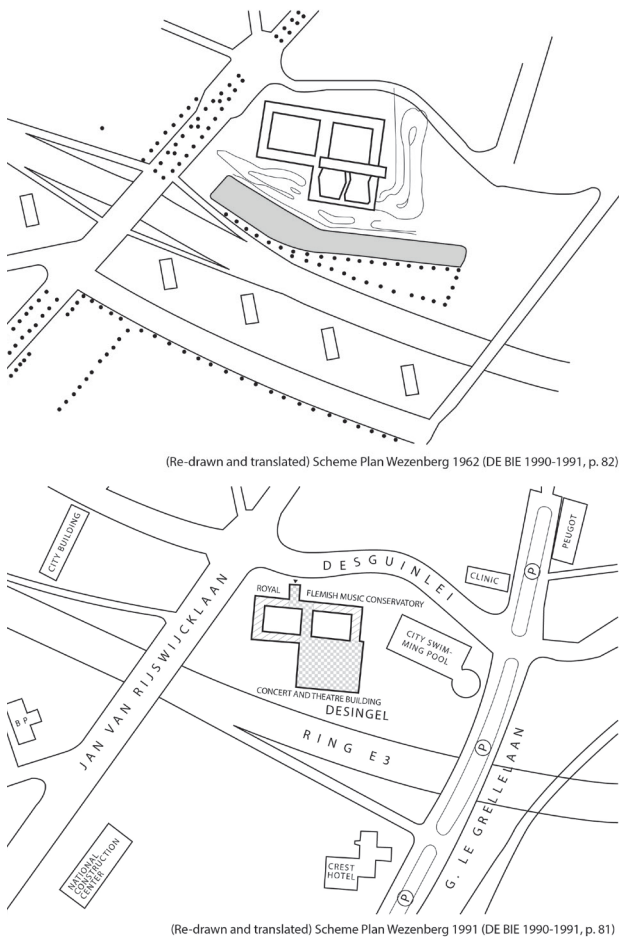 (Re-drawn and translated) Scheme Plan Wezenberg 1962 (DE BIE 1990-1991, p. 82)
CITY BUILDING
DESGUINLEI
PEUGOT
P
CLINIC
ROYAL FLEMISH MUSIC CONSERVATORY
CITY SWIM-
MING POOL
JAN VAN RIJSWIJCKLAAN
CONCERT AND THEATRE BUILDING
DESINGEL
BP
RING E3
P
G. LE GRELLELAAN
NATIONAL
CONSTRUCTION
CENTER
CREST
HOTEL
P
(Re-drawn and translated) Scheme Plan Wezenberg 1991 (DE BIE 1990-1991, p. 81)